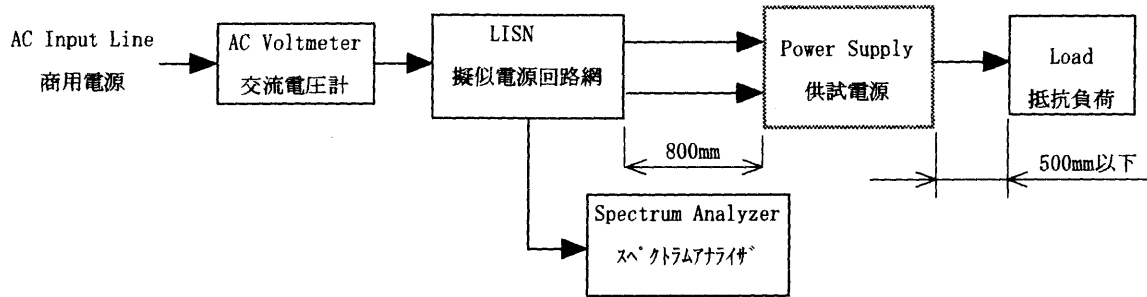 AC Input Line
商用電源
AC Voltmeter
交流電圧計
LISN
擬似電源回路網
Power Supply
供試電源
Load
抵抗負荷
800mm
500mm以下
Spectrum Analyzer
ｽﾍﾟｸﾄﾗﾑｱﾅﾗｲｻﾞ